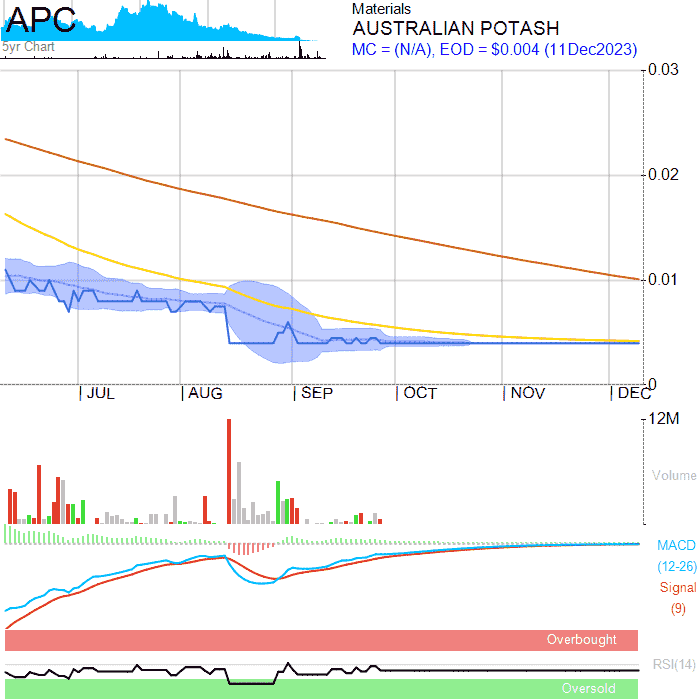 APC
5yr Chart
Materials
AUSTRALIAN POTASH
MC = (N/A), EOD = $0.004 (11Dec2023)
0.03
0.02
0.01
0
JUL
AUG
SEP
OCT
NOV
DEC
12M
Volume
MACD
(12-26)
Signal
(9)
Overbought
RSI(14)
Oversold